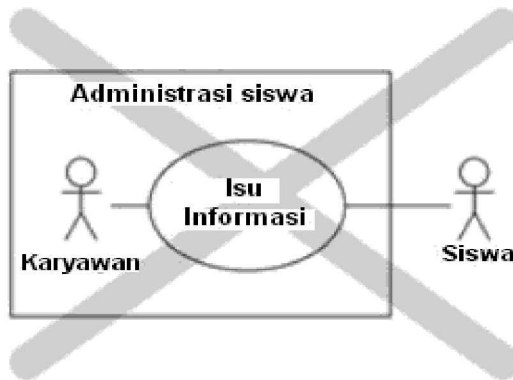 Administrasi siswa
Isu
Informasi
Karyawan
Siswa